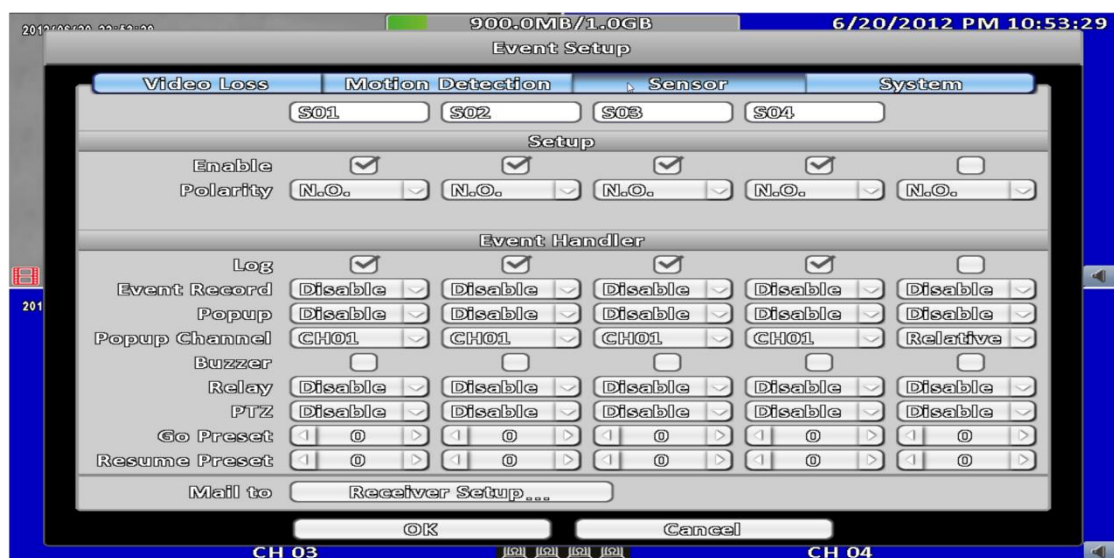 900.0MB/1.0GB 6/20/2012 PM 10:53:29
Event Setup
Video Loss Motion Detection Sensor System
S01 S02 S03 S04
Setup
Enable
Polarity N.O. N.O. N.O. N.O. N.O.
Event Handler
Log
Event Record Disable Disable Disable Disable Disable
201
Popup Disable Disable Disable Disable Disable
Popup Channel CH01 CH01 CH01 CH01 Relative
Buzzer
Relay Disable Disable Disable Disable Disable
PTZ Disable Disable Disable Disable Disable
Go Preset 0 0 0 0 0
Resume Preset 0 0 0 0 0
Mail to Receiver Setup...
OK Cancel
CH 03 CH 04